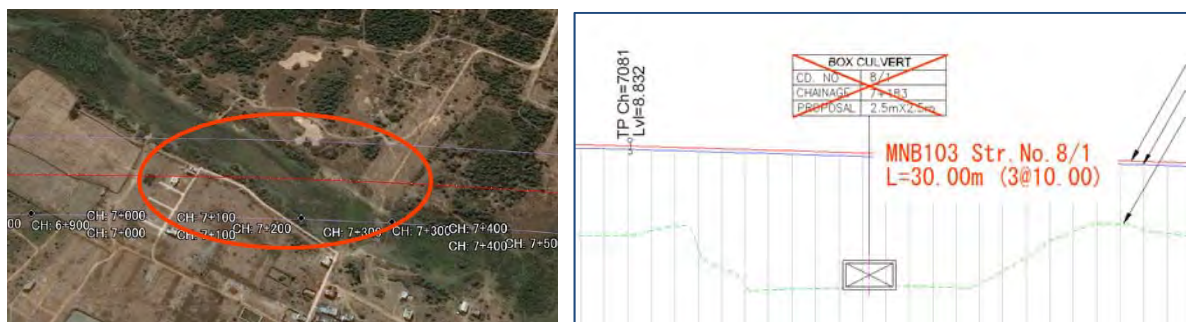 CH: 7+000
CH: 7+100
CH: 6+900
CH: 7+200
CH: 7+300
CH: 7+300
CH: 7+400
CH: 7+000
CH: 7+100
CH: 7+400
TP Ch=7081
Lvl=8.832
BOX CULVERT
CD. NO 8/1
CHAINAGE 7+183
PROPOSAL 2.5mX2.5m
MNB103 Str.No.8/1
L=30.00m (3@10.00)